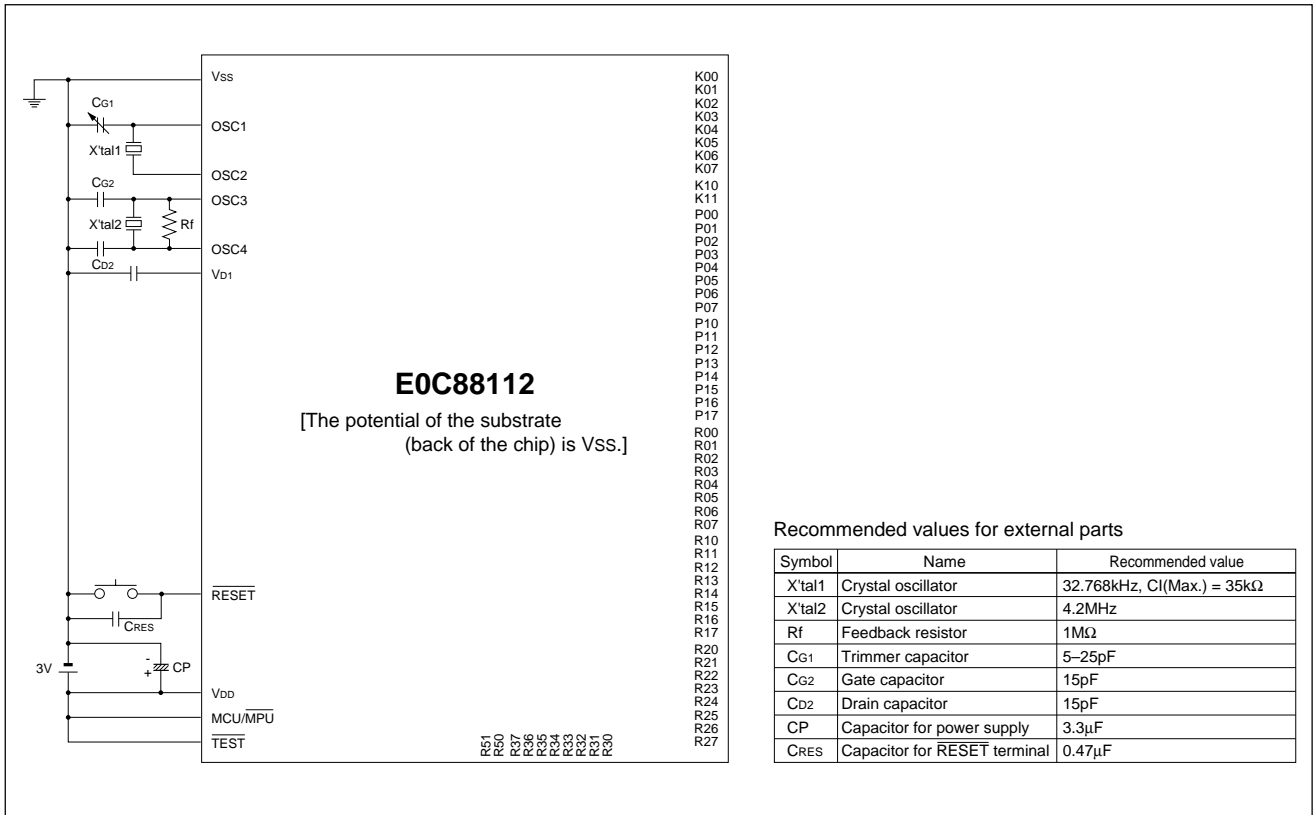 Vss
CG1
OSC1
X'tal1
OSC2
CG2
OSC3
X'tal2
Rf
OSC4
CD2
VD1
E0C88112
[The potential of the substrate
(back of the chip) is VSS.]
RESET
CRES
3V
-
+
CP
VDD
MCU/MPU
TEST
K00
K01
K02
K03
K04
K05
K06
K07
K10
K11
P00
P01
P02
P03
P04
P05
P06
P07
P10
P11
P12
P13
P14
P15
P16
P17
R00
R01
R02
R03
R04
R05
R06
R07
R10
R11
R12
R13
R14
R15
R16
R17
R20
R21
R22
R23
R24
R25
R26
R27
R51
R50
R37
R36
R35
R34
R33
R32
R31
R30
Recommended values for external parts
Symbol Name Recommended value
X'tal1 Crystal oscillator 32.768kHz, CI(Max.) = 35kΩ
X'tal2 Crystal oscillator 4.2MHz
Rf Feedback resistor 1MΩ
CG1 Trimmer capacitor 5–25pF
CG2 Gate capacitor 15pF
CD2 Drain capacitor 15pF
CP Capacitor for power supply 3.3μF
CRES Capacitor for RESET terminal 0.47μF